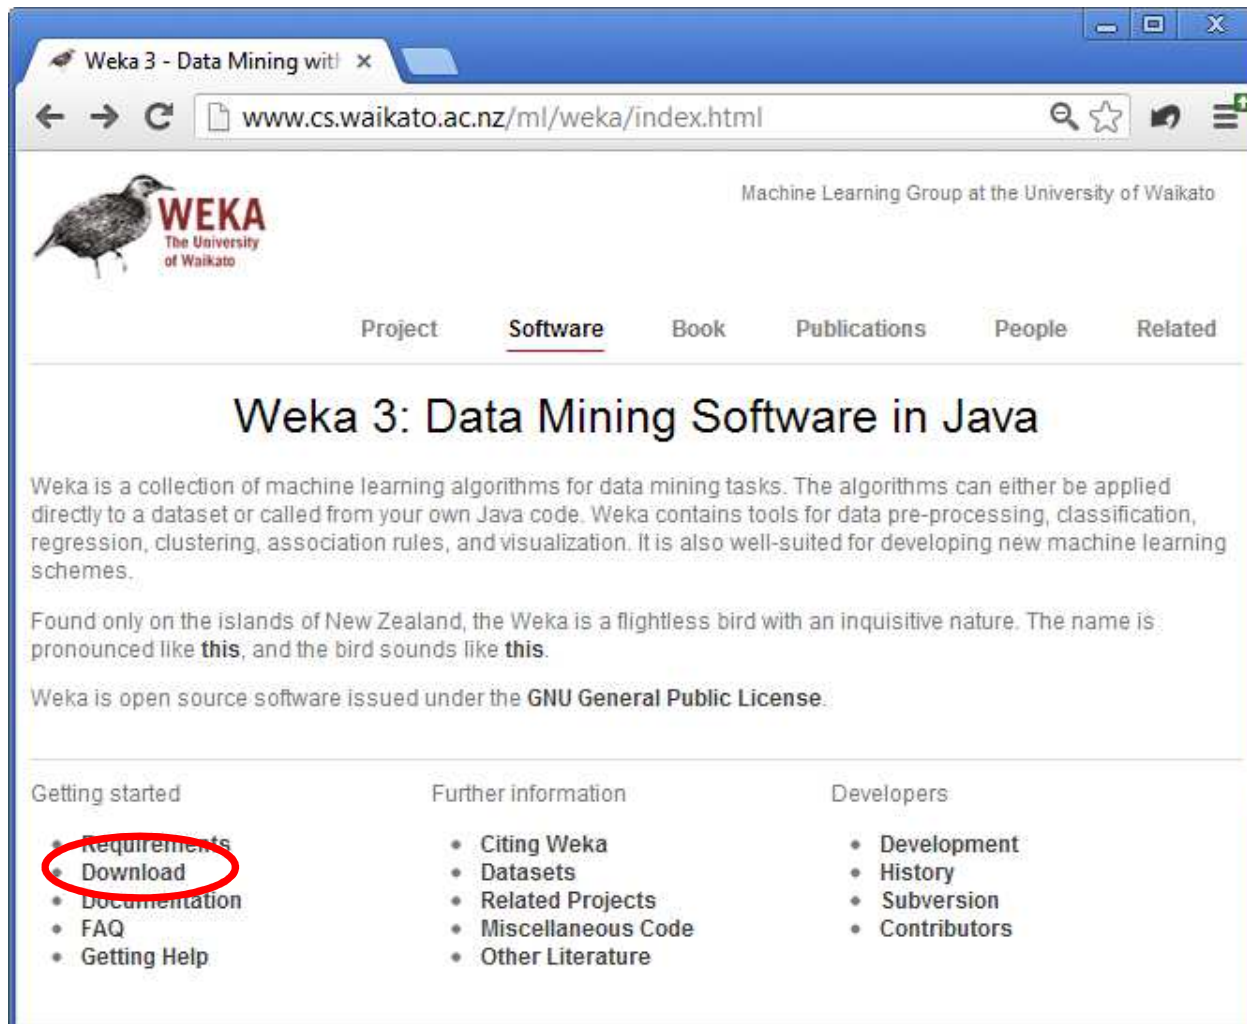 Weka 3 - Data Mining with
www.cs.waikato.ac.nz/ml/weka/index.html
WEKA
The University
of Waikato
Machine Learning Group at the University of Waikato
Project Software Book Publications People Related
Weka 3: Data Mining Software in Java
Weka is a collection of machine learning algorithms for data mining tasks. The algorithms can either be applied
directly to a dataset or called from your own Java code. Weka contains tools for data pre-processing, classification,
regression, clustering, association rules, and visualization. It is also well-suited for developing new machine learning
schemes.
Found only on the islands of New Zealand, the Weka is a flightless bird with an inquisitive nature. The name is
pronounced like this, and the bird sounds like this.
Weka is open source software issued under the GNU General Public License.
Getting started
• Requirements
• Download
• Documentation
• FAQ
• Getting Help
Further information
• Citing Weka
• Datasets
• Related Projects
• Miscellaneous Code
• Other Literature
Developers
• Development
• History
• Subversion
• Contributors